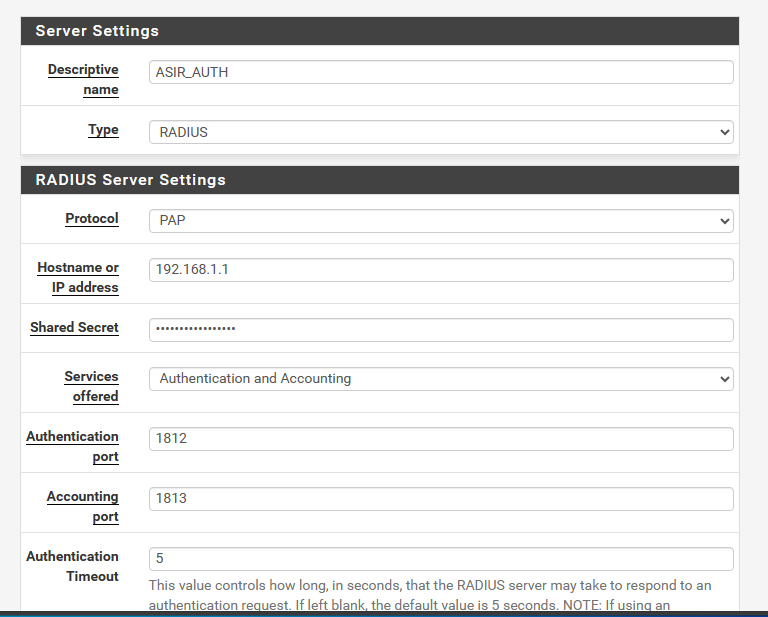 Server Settings
Descriptive
name
ASIR_AUTH
Type
RADIUS
RADIUS Server Settings
Protocol
PAP
Hostname or
IP address
192.168.1.1
Shared Secret
•••••••••••••••••
Services
offered
Authentication and Accounting
Authentication
port
1812
Accounting
port
1813
Authentication
Timeout
5
This value controls how long, in seconds, that the RADIUS server may take to respond to an
authentication request. If left blank, the default value is 5 seconds. NOTE: If using an